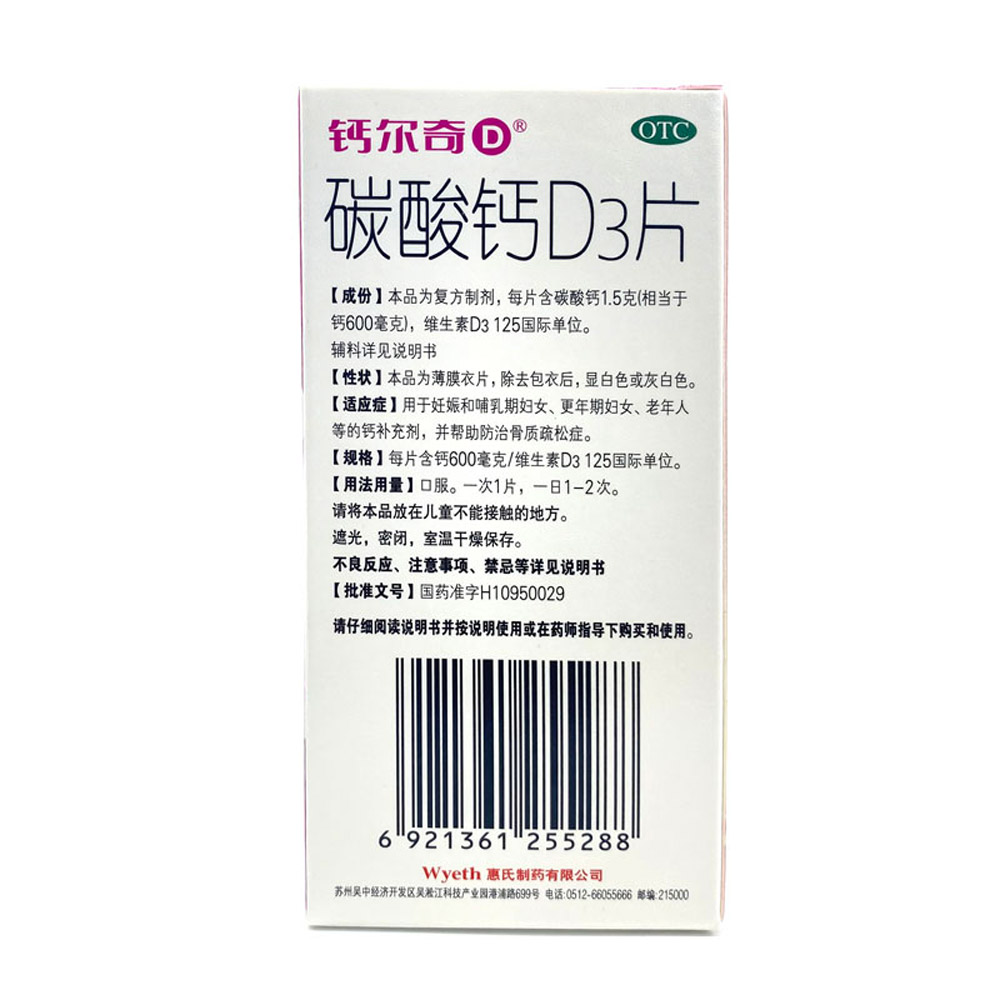 钙尔奇D®
OTC
碳酸钙D3片
【成份】本品为复方制剂，每片含碳酸钙1.5克(相当于
钙600毫克)，维生素D3 125国际单位。
辅料详见说明书
【性状】本品为薄膜衣片，除去包衣后，显白色或灰白色。
【适应症】用于妊娠和哺乳期妇女、更年期妇女、老年人
等的钙补充剂，并帮助防治骨质疏松症。
【规格】每片含钙600毫克/维生素D3 125国际单位。
【用法用量】口服。一次1片，一日1-2次。
请将本品放在儿童不能接触的地方。
遮光，密闭，室温干燥保存。
不良反应、注意事项、禁忌等详见说明书
【批准文号】国药准字H10950029
请仔细阅读说明书并按说明使用或在药师指导下购买和使用。
6 921361 255288
Wyeth 惠氏制药有限公司
苏州吴中经济开发区吴淞江科技产业园港浦路699号 电话:0512-66055666 邮编:215000